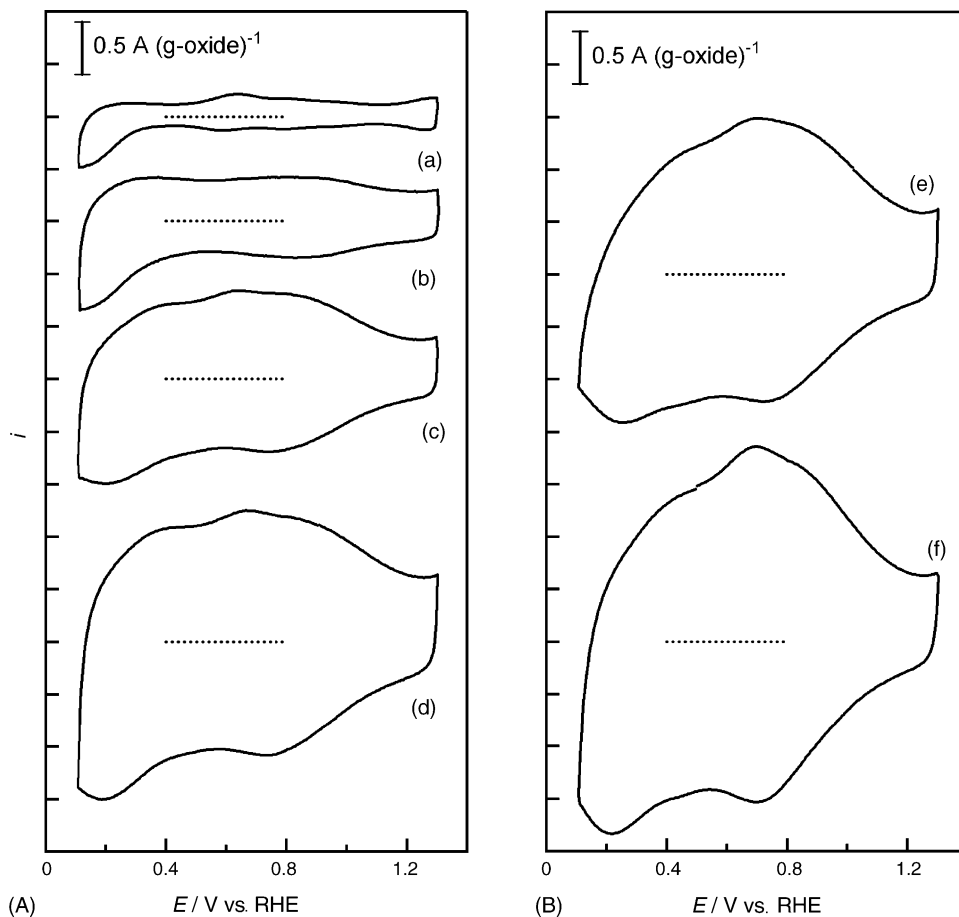 0.5 A (g-oxide)-1
(a)
(b)
(c)
(d)
i
0
0.4
0.8
1.2
(A)
E / V vs. RHE
0.5 A (g-oxide)-1
(e)
(f)
0
0.4
0.8
1.2
(B)
E / V vs. RHE